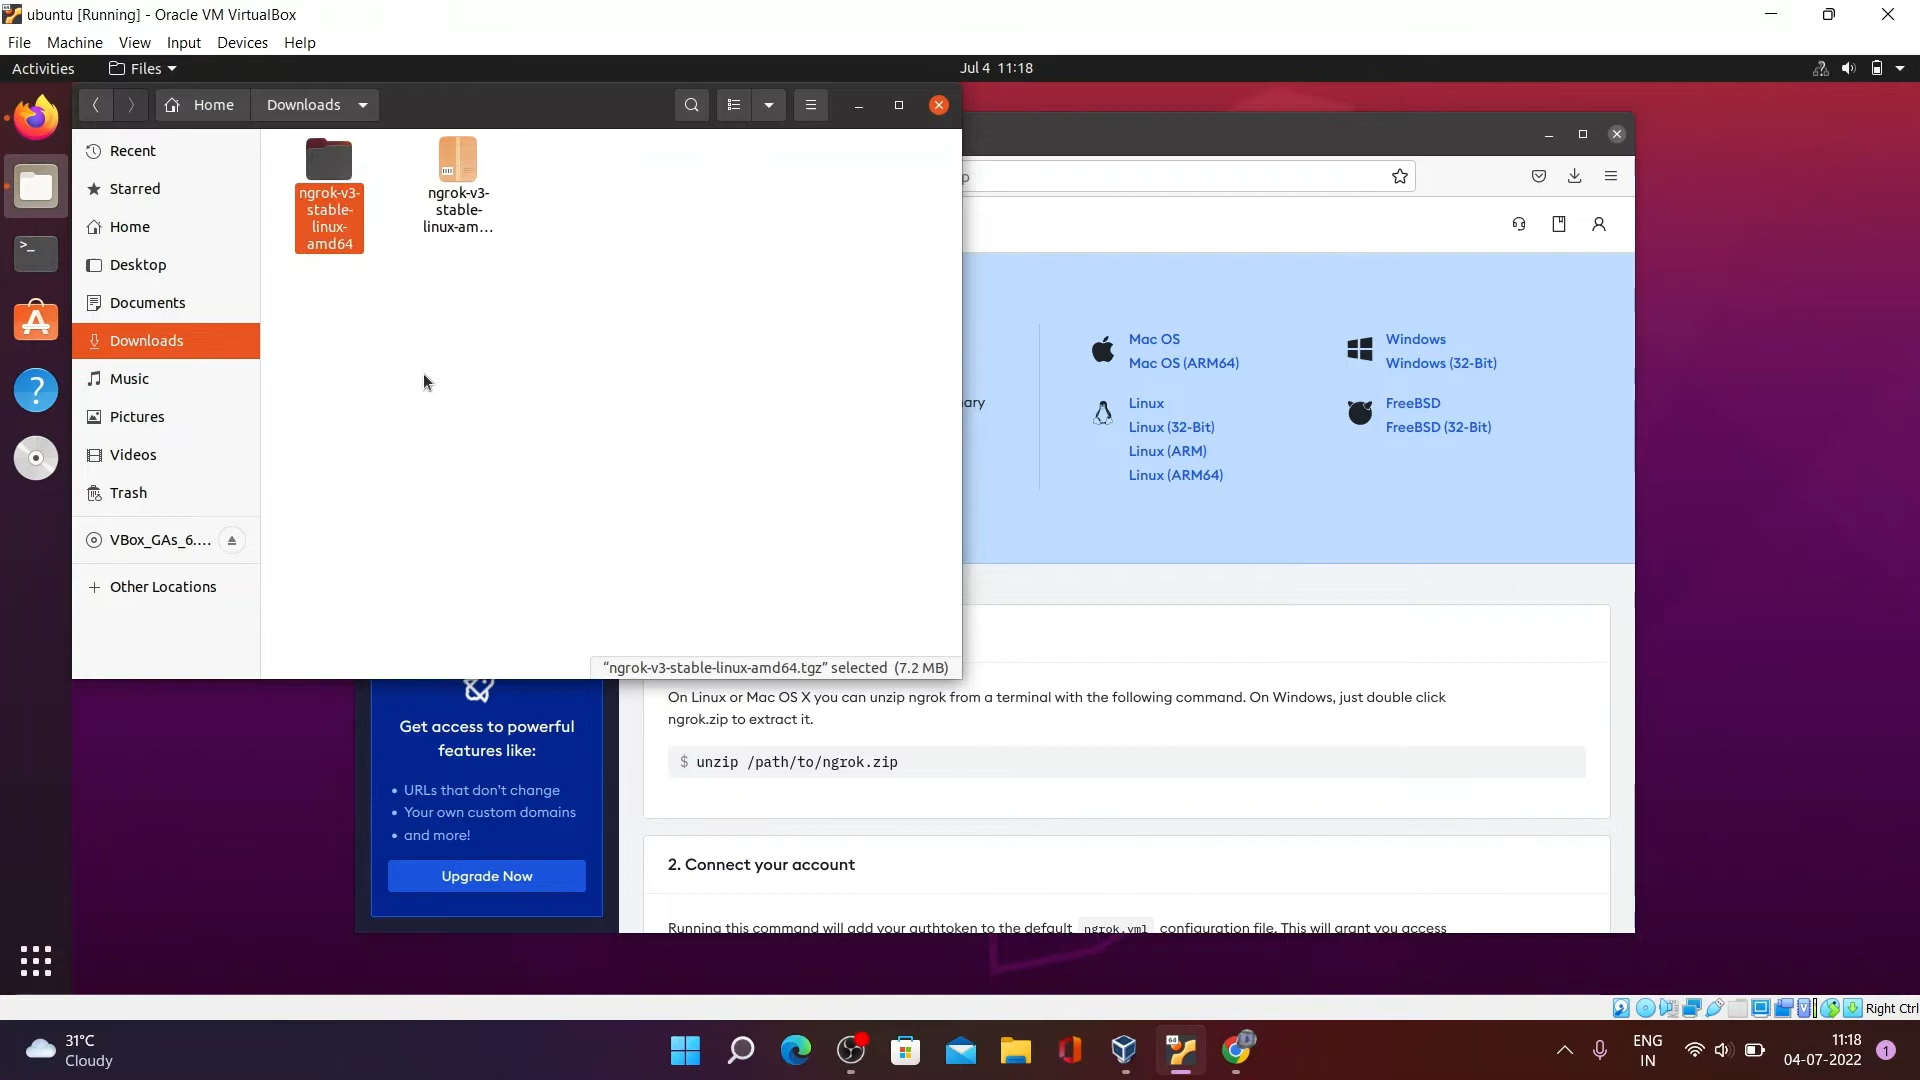 ubuntu [Running] - Oracle VM VirtualBox
File Machine View Input Devices Help
Activities Files Jul 4 11:18
Home Downloads
Recent
Starred
Home
Desktop
Documents
Downloads
Music
Pictures
Videos
Trash
VBox_GAs_6....
Other Locations
ngrok-v3-
stable-
linux-
amd64
ngrok-v3-
stable-
linux-am...
“ngrok-v3-stable-linux-amd64.tgz” selected (7.2 MB)
Mac OS
Mac OS (ARM64)
Windows
Windows (32-Bit)
Linux
Linux (32-Bit)
Linux (ARM)
Linux (ARM64)
FreeBSD
FreeBSD (32-Bit)
Get access to powerful
features like:
• URLs that don't change
• Your own custom domains
• and more!
Upgrade Now
On Linux or Mac OS X you can unzip ngrok from a terminal with the following command. On Windows, just double click
ngrok.zip to extract it.
$ unzip /path/to/ngrok.zip
2. Connect your account
Running this command will add your authtoken to the default ngrok.yml configuration file. This will grant you access
Right Ctrl
31°C
Cloudy
ENG
IN
11:18
04-07-2022
1